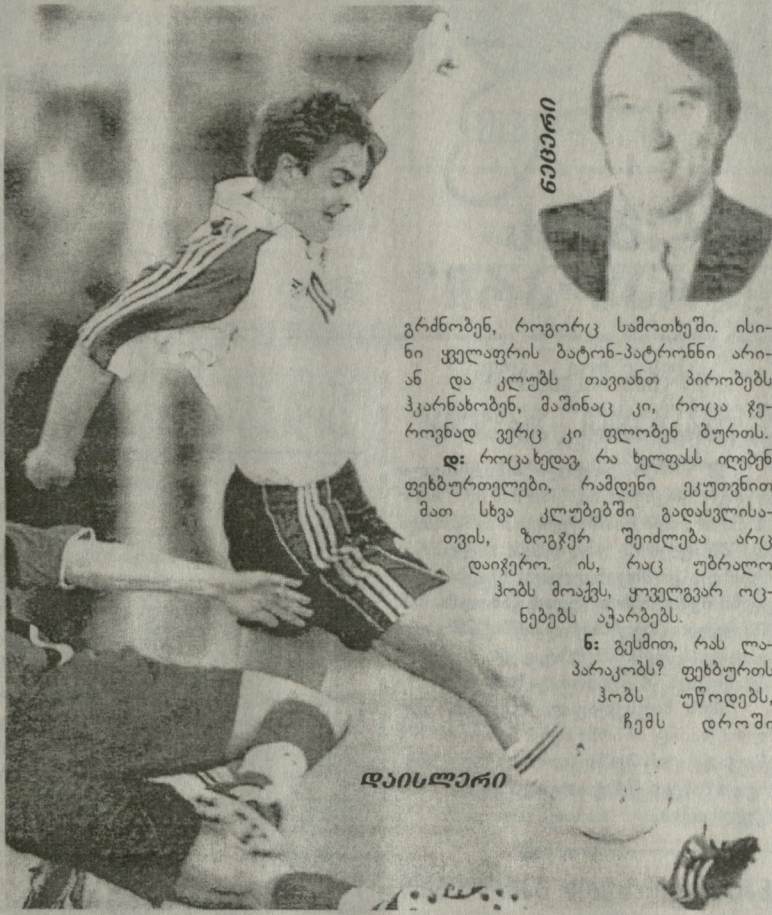 ნეცერი
გრძნობენ, როგორც სამოთხეში. ისი-
ნი ყველაფრის ბატონ-პატრონნი არი-
ან და კლუბს თავიანთ პირობებს
ჰკარნახობენ, მაშინაც კი, როცა ჯე-
როვნად ვერც კი ფლობენ ბურთს.
დ: როცა ხედავ, რა ხელფასს იღებენ
ფეხბურთელები, რამდენი ეკუთვნით
მათ სხვა კლუბებში გადასვლისა-
თვის, ზოგჯერ შეიძლება არც
დაიჯერო. ის, რაც უბრალო
ჰობს მოაქვს, ყოველგვარ ოც-
ნებებს აჭარბებს.
ნ: გესმით, რას ლა-
პარაკობს? ფეხბურთს
ჰობს უწოდებს,
ჩემს დროში
დაისლერი